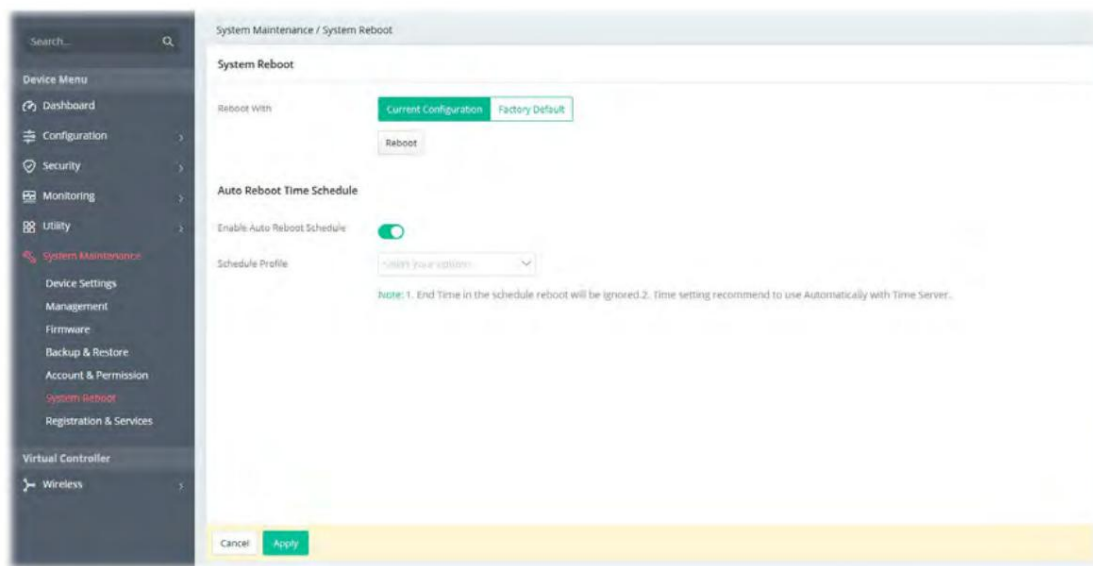 Search...
System Maintenance / System Reboot
Device Menu
Dashboard
Configuration
Security
Monitoring
Utility
System Maintenance
Device Settings
Management
Firmware
Backup & Restore
Account & Permission
System Reboot
Registration & Services
Virtual Controller
Wireless
System Reboot
Reboot With
Current Configuration Factory Default
Reboot
Auto Reboot Time Schedule
Enable Auto Reboot Schedule
Schedule Profile
Select your option
Note: 1. End Time in the schedule reboot will be ignored.2. Time setting recommend to use Automatically with Time Server.
Cancel Apply